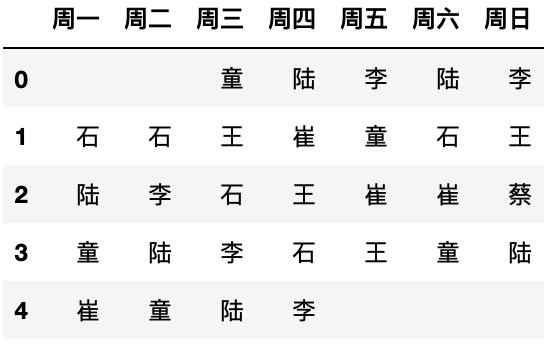 周一 周二 周三 周四 周五 周六 周日
0 童 陆 李 陆 李
1 石 石 王 崔 童 石 王
2 陆 李 石 王 崔 崔 蔡
3 童 陆 李 石 王 童 陆
4 崔 童 陆 李